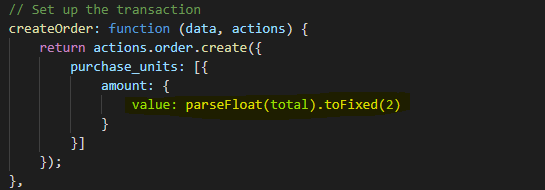 // Set up the transaction
createOrder: function (data, actions) {
return actions.order.create({
purchase_units: [{
amount: {
value: parseFloat(total).toFixed(2)
}
}]
});
},